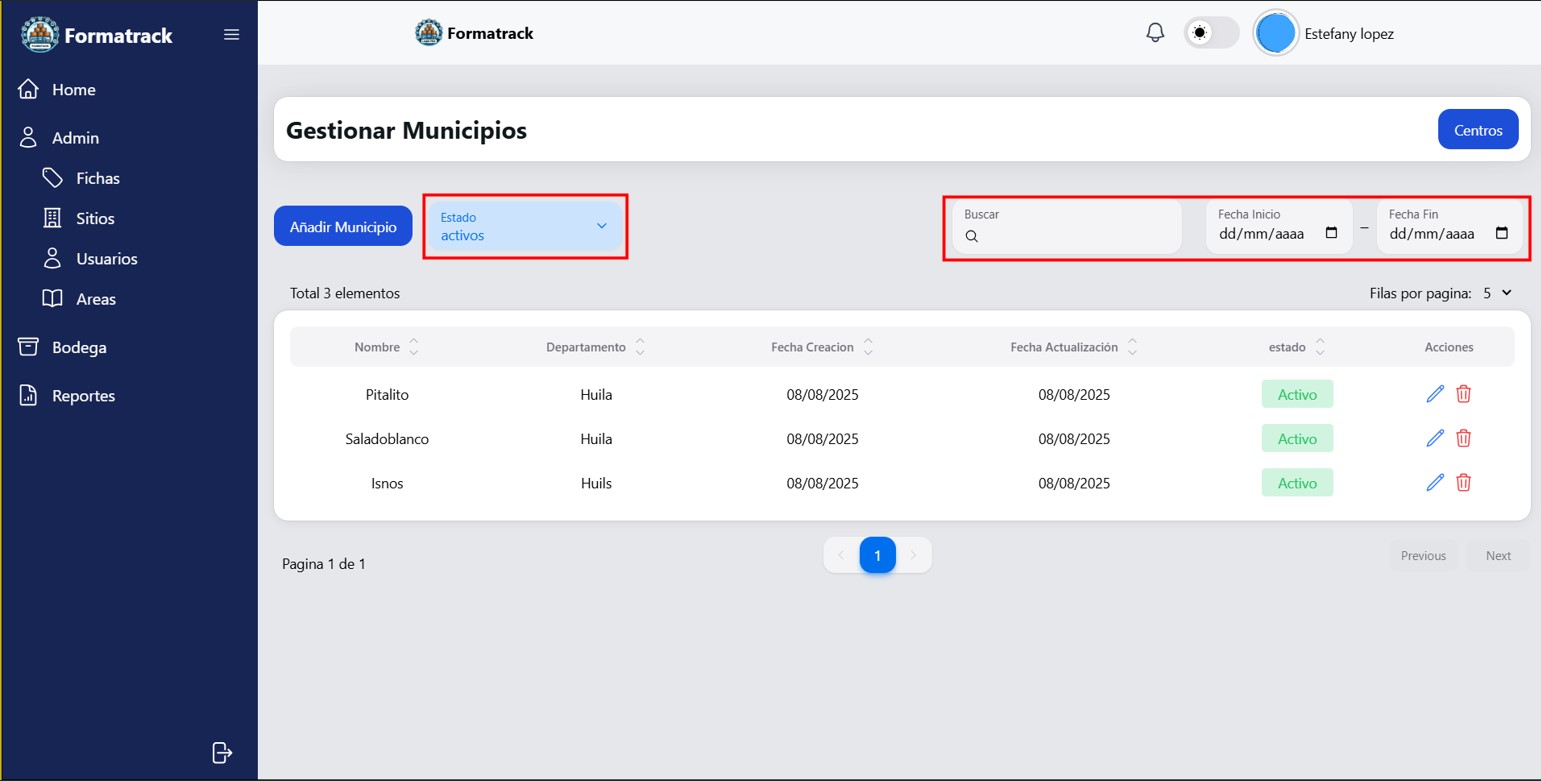 Formatrack
Home
Admin
Fichas
Sitios
Usuarios
Areas
Bodega
Reportes
Formatrack
Estefany lopez
Gestionar Municipios
Centros
Añadir Municipio
Estado
activos
Buscar
Fecha Inicio
dd/mm/aaaa
–
Fecha Fin
dd/mm/aaaa
Total 3 elementos
Filas por pagina: 5
Nombre Departamento Fecha Creacion Fecha Actualización estado Acciones
Pitalito Huila 08/08/2025 08/08/2025 Activo
Saladoblanco Huila 08/08/2025 08/08/2025 Activo
Isnos Huils 08/08/2025 08/08/2025 Activo
Pagina 1 de 1
1
Previous Next